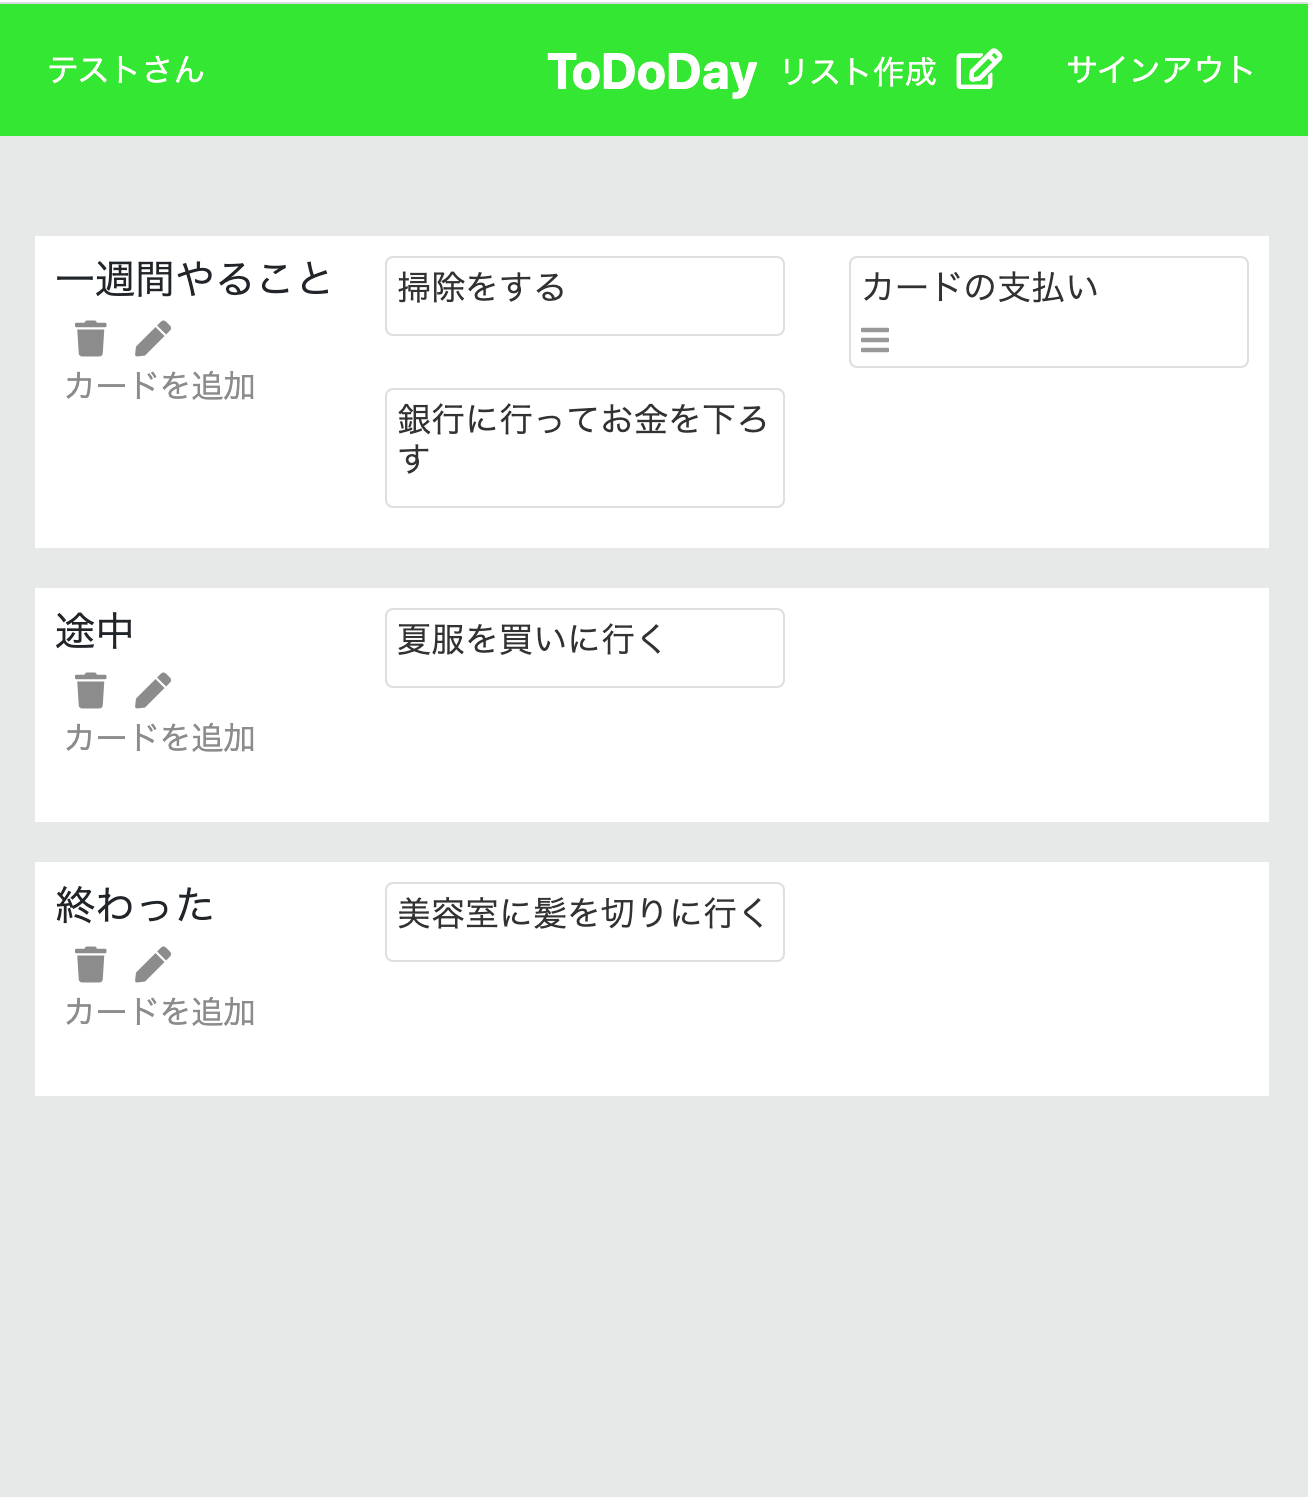 テストさん
ToDoDay
リスト作成
サインアウト
一週間やること
カードを追加
掃除をする
カードの支払い
銀行に行ってお金を下ろ
す
途中
カードを追加
夏服を買いに行く
終わった
カードを追加
美容室に髪を切りに行く